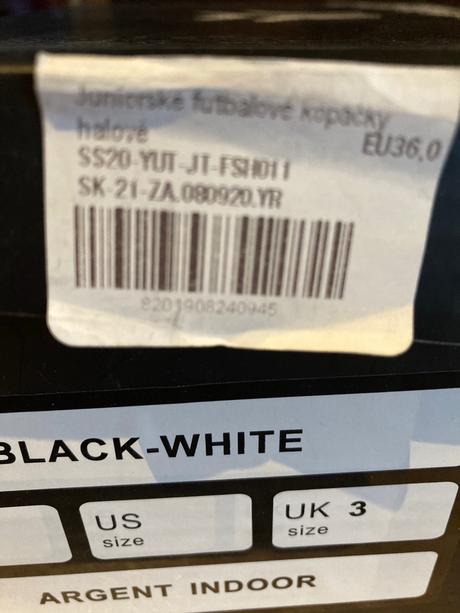 Juniorské futbalové kopačky
halové
EU36,0
SS20-YUT-JT-FSH011
SK-21-ZA.080920.YR
8201908240945
BLACK-WHITE
US
size
UK 3
size
ARGENT INDOOR